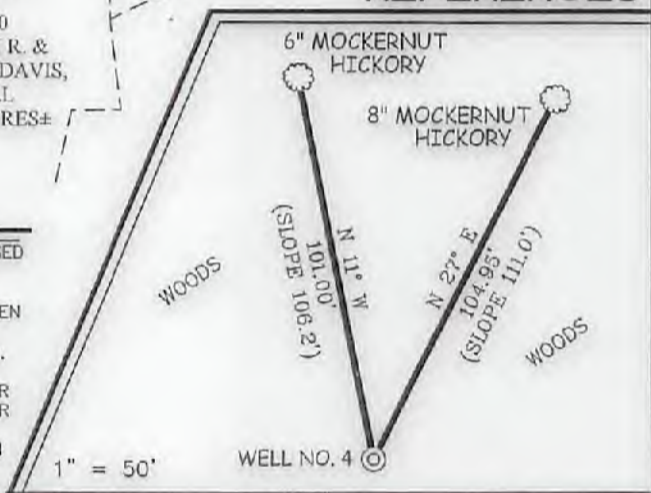 R. &
DAVIS,
RES±
6" MOCKERNUT
HICKORY
8" MOCKERNUT
HICKORY
WOODS
N 11° W
101.00'
(SLOPE 106.2')
N 27° E
104.95'
(SLOPE 111.0')
WOODS
WELL NO. 4
1" = 50'